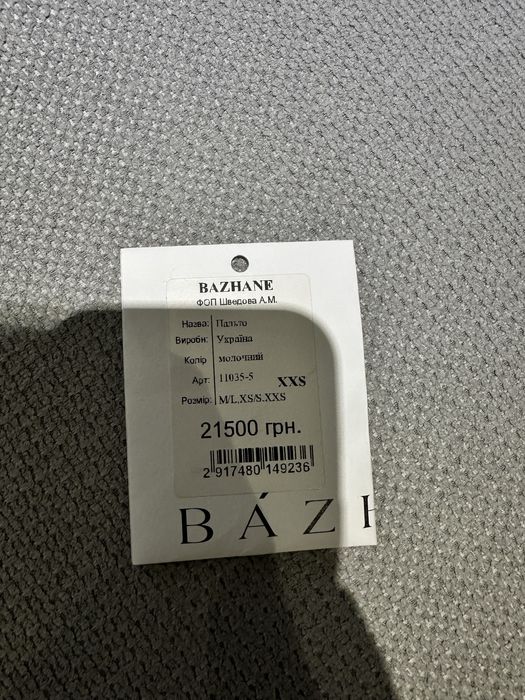 BAZHANE
ФОП Шведова А.М.
Назва: Пальто
Виробн: Україна
Колір молочний
Арт: 11035-5 XXS
Розмір: M/L,XS/S,XXS
21500 грн.
2 917480 149236
BÁZH